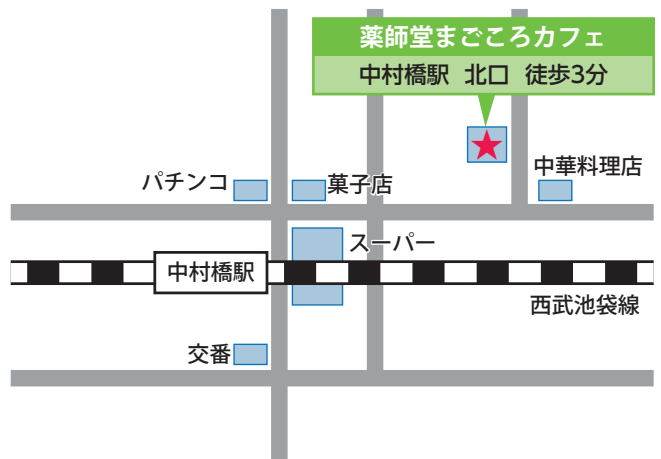 薬師堂まごころカフェ
中村橋駅 北口 徒歩3分
パチンコ
菓子店
中華料理店
スーパー
中村橋駅
西武池袋線
交番